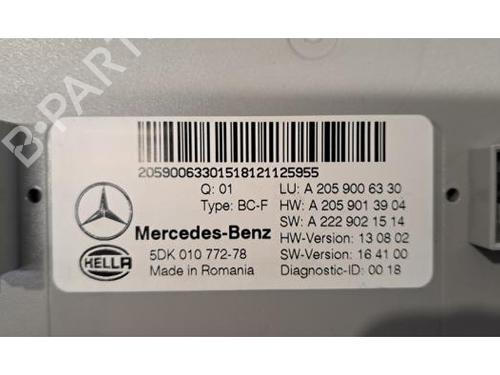 B-PARTS
20590063301518121125955
Q: 01 LU: A 205 900 63 30
Type: BC-F HW: A 205 901 39 04
Mercedes-Benz SW: A 222 902 15 14
HW-Version: 13 08 02
HELLA 5DK 010 772-78 SW-Version: 16 41 00
Made in Romania Diagnostic-ID: 00 18